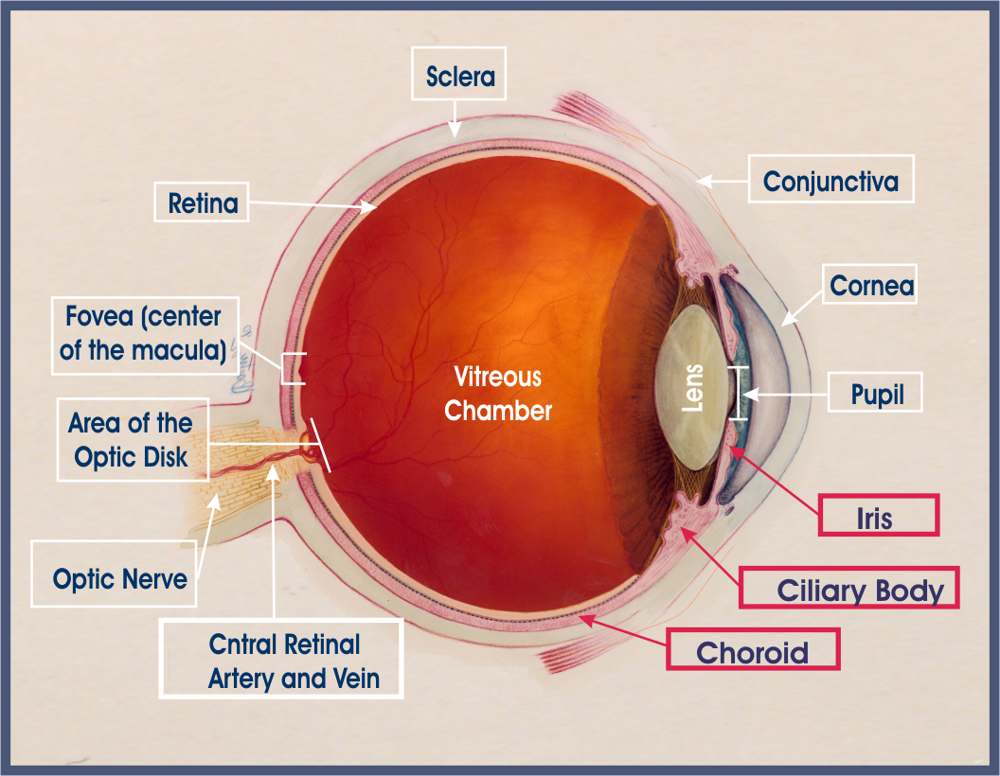 Sclera
Conjunctiva
Retina
Cornea
Fovea (center
of the macula)
Vitreous
Chamber
Lens
Pupil
Area of the
Optic Disk
Iris
Optic Nerve
Ciliary Body
Cntral Retinal
Artery and Vein
Choroid